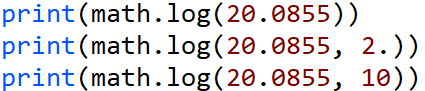 print(math.log(20.0855))
print(math.log(20.0855, 2.))
print(math.log(20.0855, 10))